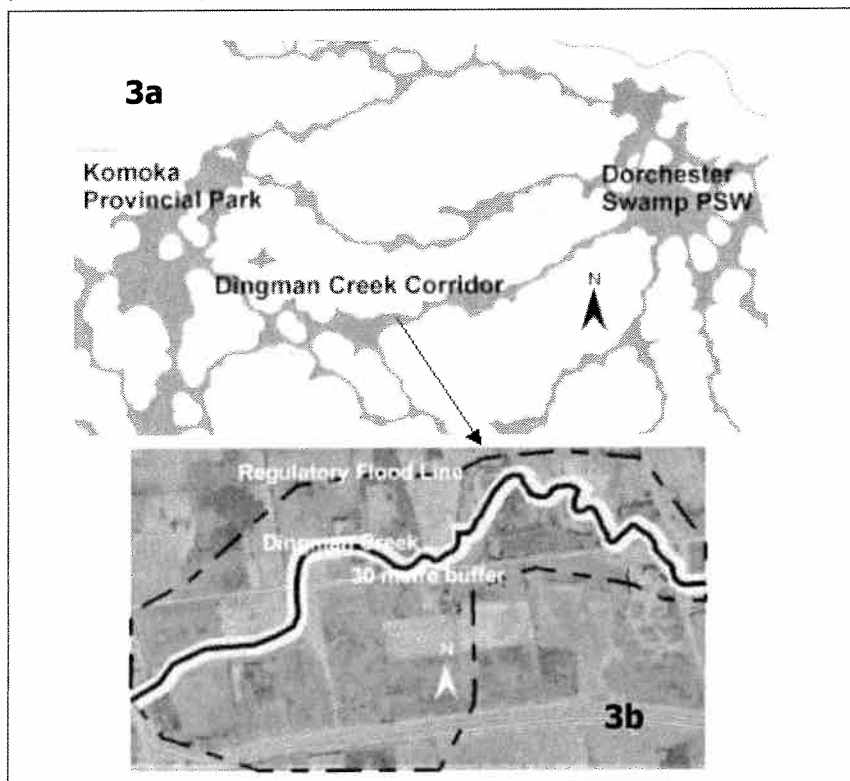 3a
Komoka
Provincial Park
Dorchester
Swamp PSW
Dingman Creek Corridor
N
Regulatory Flood Line
Dingman Creek
30 metre buffer
N
3b